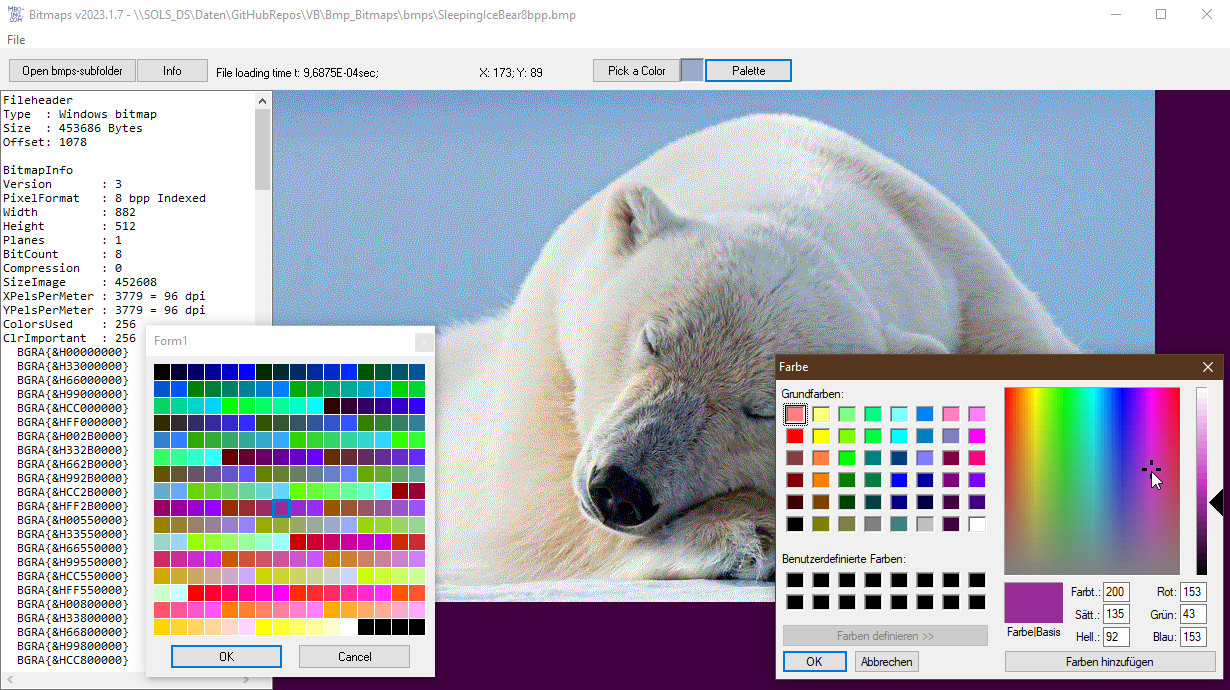 Bitmaps v2023.1.7 - \\SOLS_DS\Daten\GitHubRepos\VB\Bmp_Bitmaps\bmps\SleepingIceBear8bpp.bmp
File
Open bmps-subfolder Info File loading time t: 9,6875E-04sec; X: 173; Y: 89 Pick a Color Palette
Fileheader
Type : Windows bitmap
Size : 453686 Bytes
Offset: 1078
BitmapInfo
Version : 3
PixelFormat : 8 bpp Indexed
Width : 882
Height : 512
Planes : 1
BitCount : 8
Compression : 0
SizeImage : 452608
XPelsPerMeter : 3779 = 96 dpi
YPelsPerMeter : 3779 = 96 dpi
ColorsUsed : 256
ClrImportant : 256
BGRA{&H00000000}
BGRA{&H33000000}
BGRA{&H66000000}
BGRA{&H99000000}
BGRA{&HCC000000}
BGRA{&HFF000000}
BGRA{&H002B0000}
BGRA{&H332B0000}
BGRA{&H662B0000}
BGRA{&H992B0000}
BGRA{&HCC2B0000}
BGRA{&HFF2B0000}
BGRA{&H00550000}
BGRA{&H33550000}
BGRA{&H66550000}
BGRA{&H99550000}
BGRA{&HCC550000}
BGRA{&HFF550000}
BGRA{&H00800000}
BGRA{&H33800000}
BGRA{&H66800000}
BGRA{&H99800000}
BGRA{&HCC800000}
Form1
OK Cancel
Farbe
Grundfarben:
Benutzerdefinierte Farben:
Farben definieren >>
OK Abbrechen
Farbe|Basis
Farbt.: 200 Rot: 153
Sätt.: 135 Grün: 43
Hell.: 92 Blau: 153
Farben hinzufügen